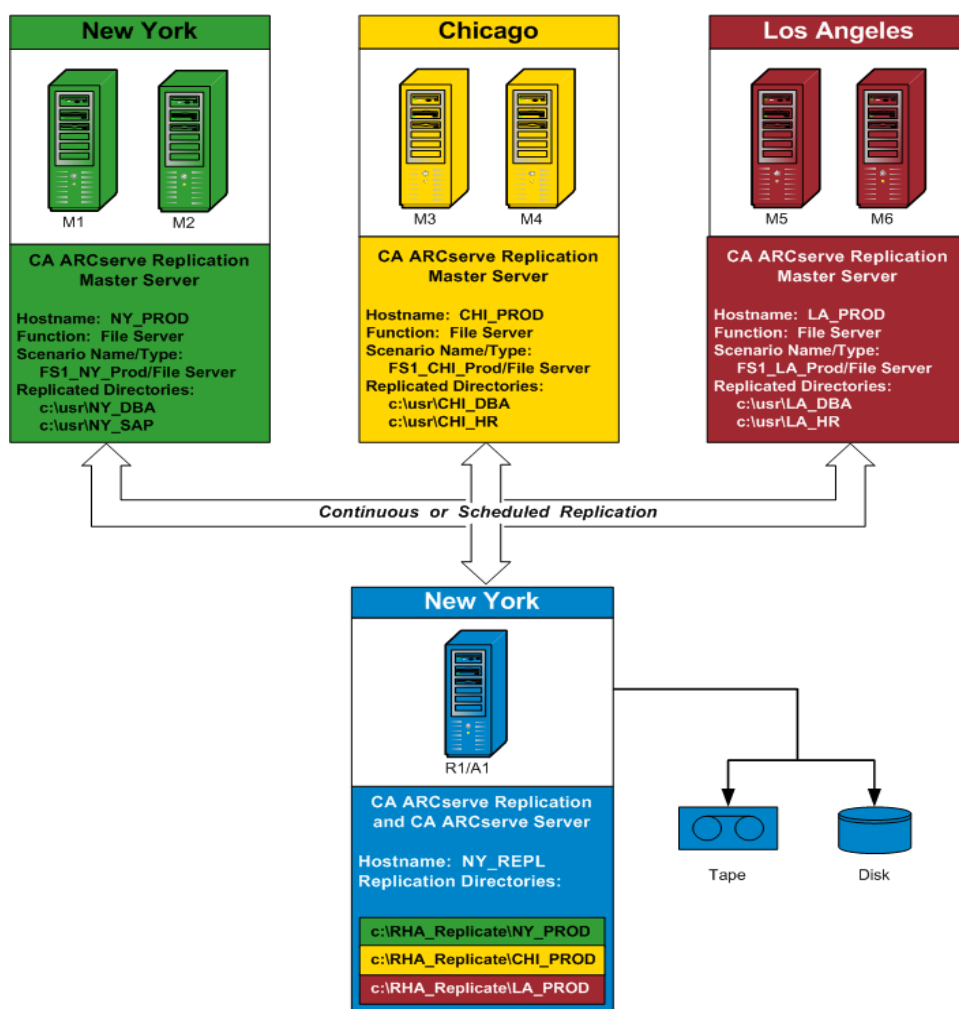 New York
M1
M2
CA ARCserve Replication
Master Server
Hostname: NY_PROD
Function: File Server
Scenario Name/Type:
FS1_NY_Prod/File Server
Replicated Directories:
c:\usr\NY_DBA
c:\usr\NY_SAP
Chicago
M3
M4
CA ARCserve Replication
Master Server
Hostname: CHI_PROD
Function: File Server
Scenario Name/Type:
FS1_CHI_Prod/File Server
Replicated Directories:
c:\usr\CHI_DBA
c:\usr\CHI_HR
Los Angeles
M5
M6
CA ARCserve Replication
Master Server
Hostname: LA_PROD
Function: File Server
Scenario Name/Type:
FS1_LA_Prod/File Server
Replicated Directories:
c:\usr\LA_DBA
c:\usr\LA_HR
Continuous or Scheduled Replication
New York
R1/A1
CA ARCserve Replication
and CA ARCserve Server
Hostname: NY_REPL
Replication Directories:
c:\RHA_Replicate\NY_PROD
c:\RHA_Replicate\CHI_PROD
c:\RHA_Replicate\LA_PROD
Tape
Disk